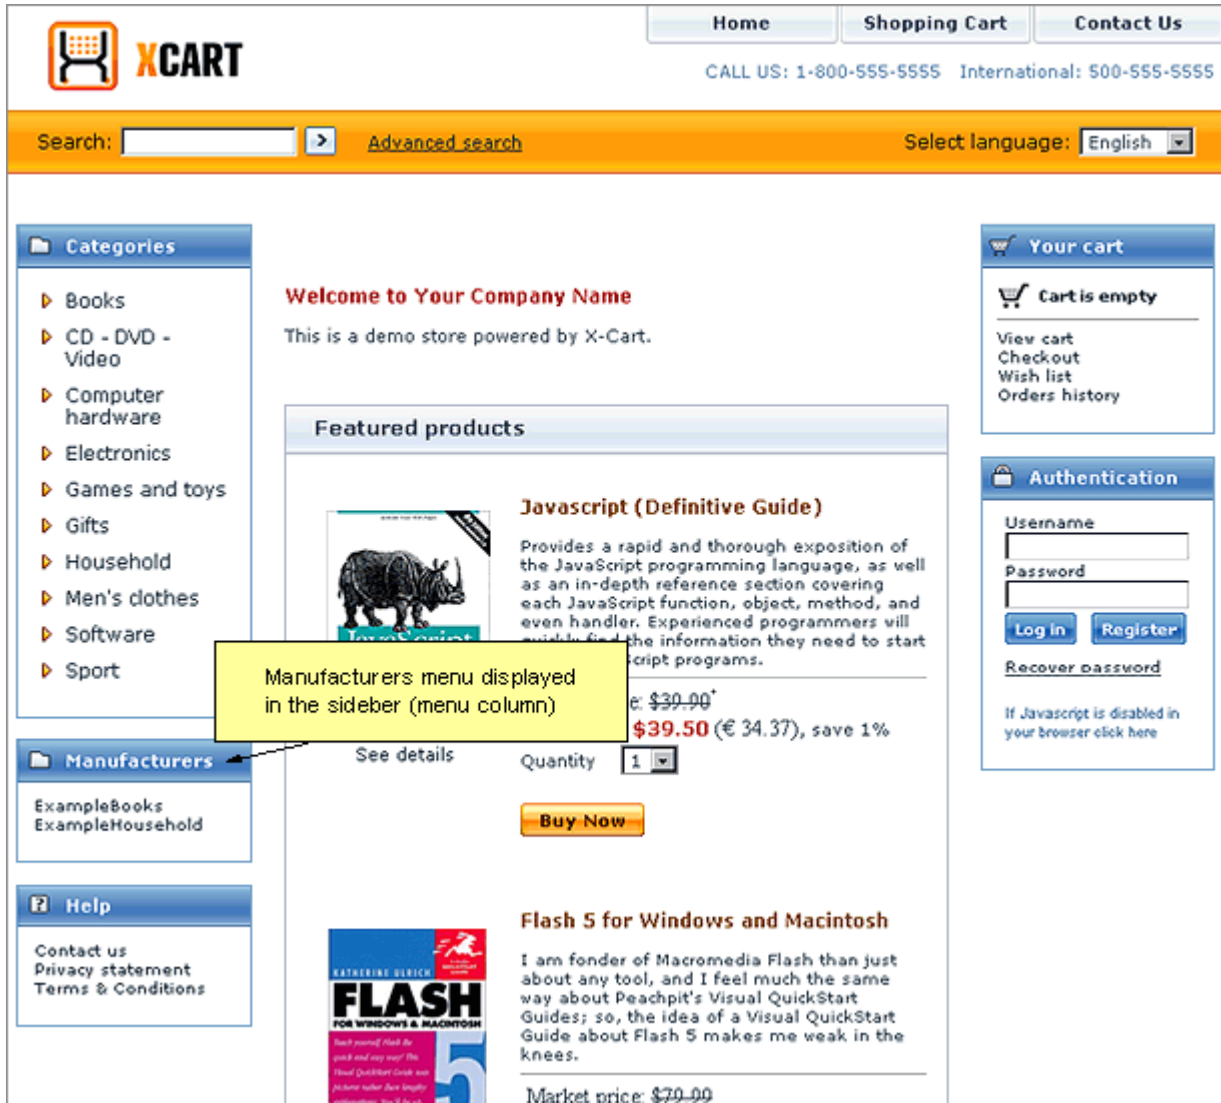 XCART
Home
Shopping Cart
Contact Us
CALL US: 1-800-555-5555 International: 500-555-5555
Search:
Advanced search
Select language: English
Categories
Books
CD - DVD -
Video
Computer
hardware
Electronics
Games and toys
Gifts
Household
Men's clothes
Software
Sport
Manufacturers
ExampleBooks
ExampleHousehold
Help
Contact us
Privacy statement
Terms & Conditions
Welcome to Your Company Name
This is a demo store powered by X-Cart.
Featured products
JavaScript
See details
Javascript (Definitive Guide)
Provides a rapid and thorough exposition of
the JavaScript programming language, as well
as an in-depth reference section covering
each JavaScript function, object, method, and
even handler. Experienced programmers will
quickly find the information they need to start
programs.
Manufacturers menu displayed
in the sideber (menu column)
$39.90*
$39.50 (€ 34.37), save 1%
Quantity 1
Buy Now
KATHERINE ULRICH
FLASH
FOR WINDOWS & MACINTOSH
5
Flash 5 for Windows and Macintosh
I am fonder of Macromedia Flash than just
about any tool, and I feel much the same
way about Peachpit's Visual QuickStart
Guides; so, the idea of a Visual QuickStart
Guide about Flash 5 makes me weak in the
knees.
Market price: $79.99
Your cart
Cart is empty
View cart
Checkout
Wish list
Orders history
Authentication
Username
Password
Log in
Register
Recover password
If Javascript is disabled in
your browser click here